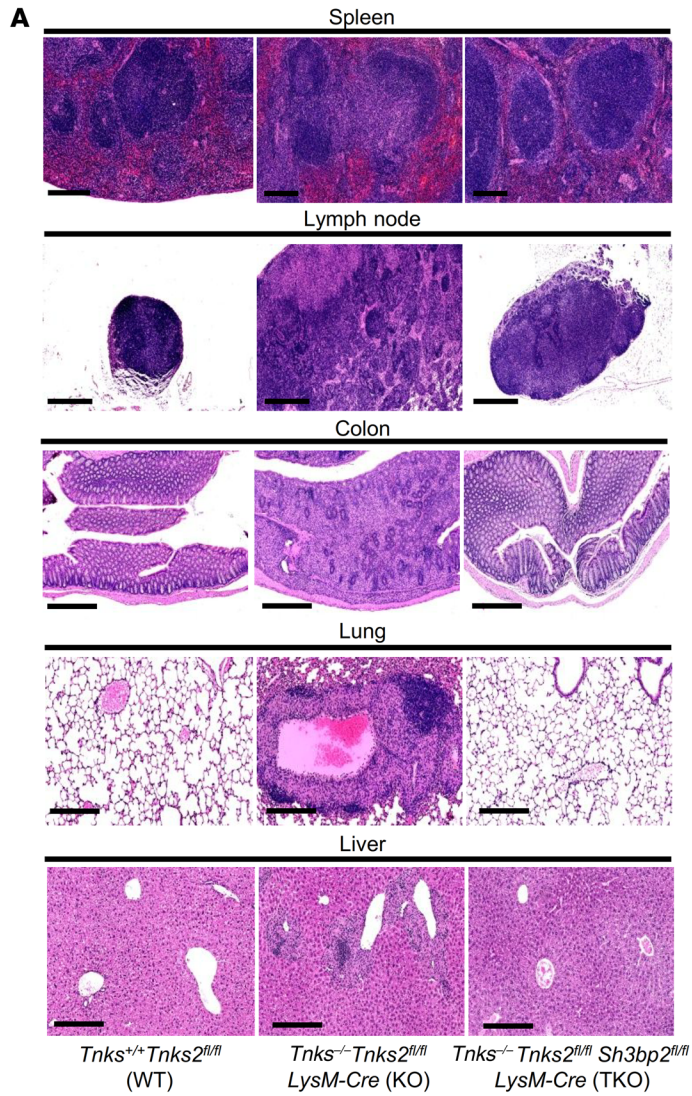 A
Spleen
Lymph node
Colon
Lung
Liver
Tnks+/+Tnks2fl/fl
(WT)
Tnks–/–Tnks2fl/fl
LysM-Cre (KO)
Tnks–/– Tnks2fl/fl Sh3bp2fl/fl
LysM-Cre (TKO)